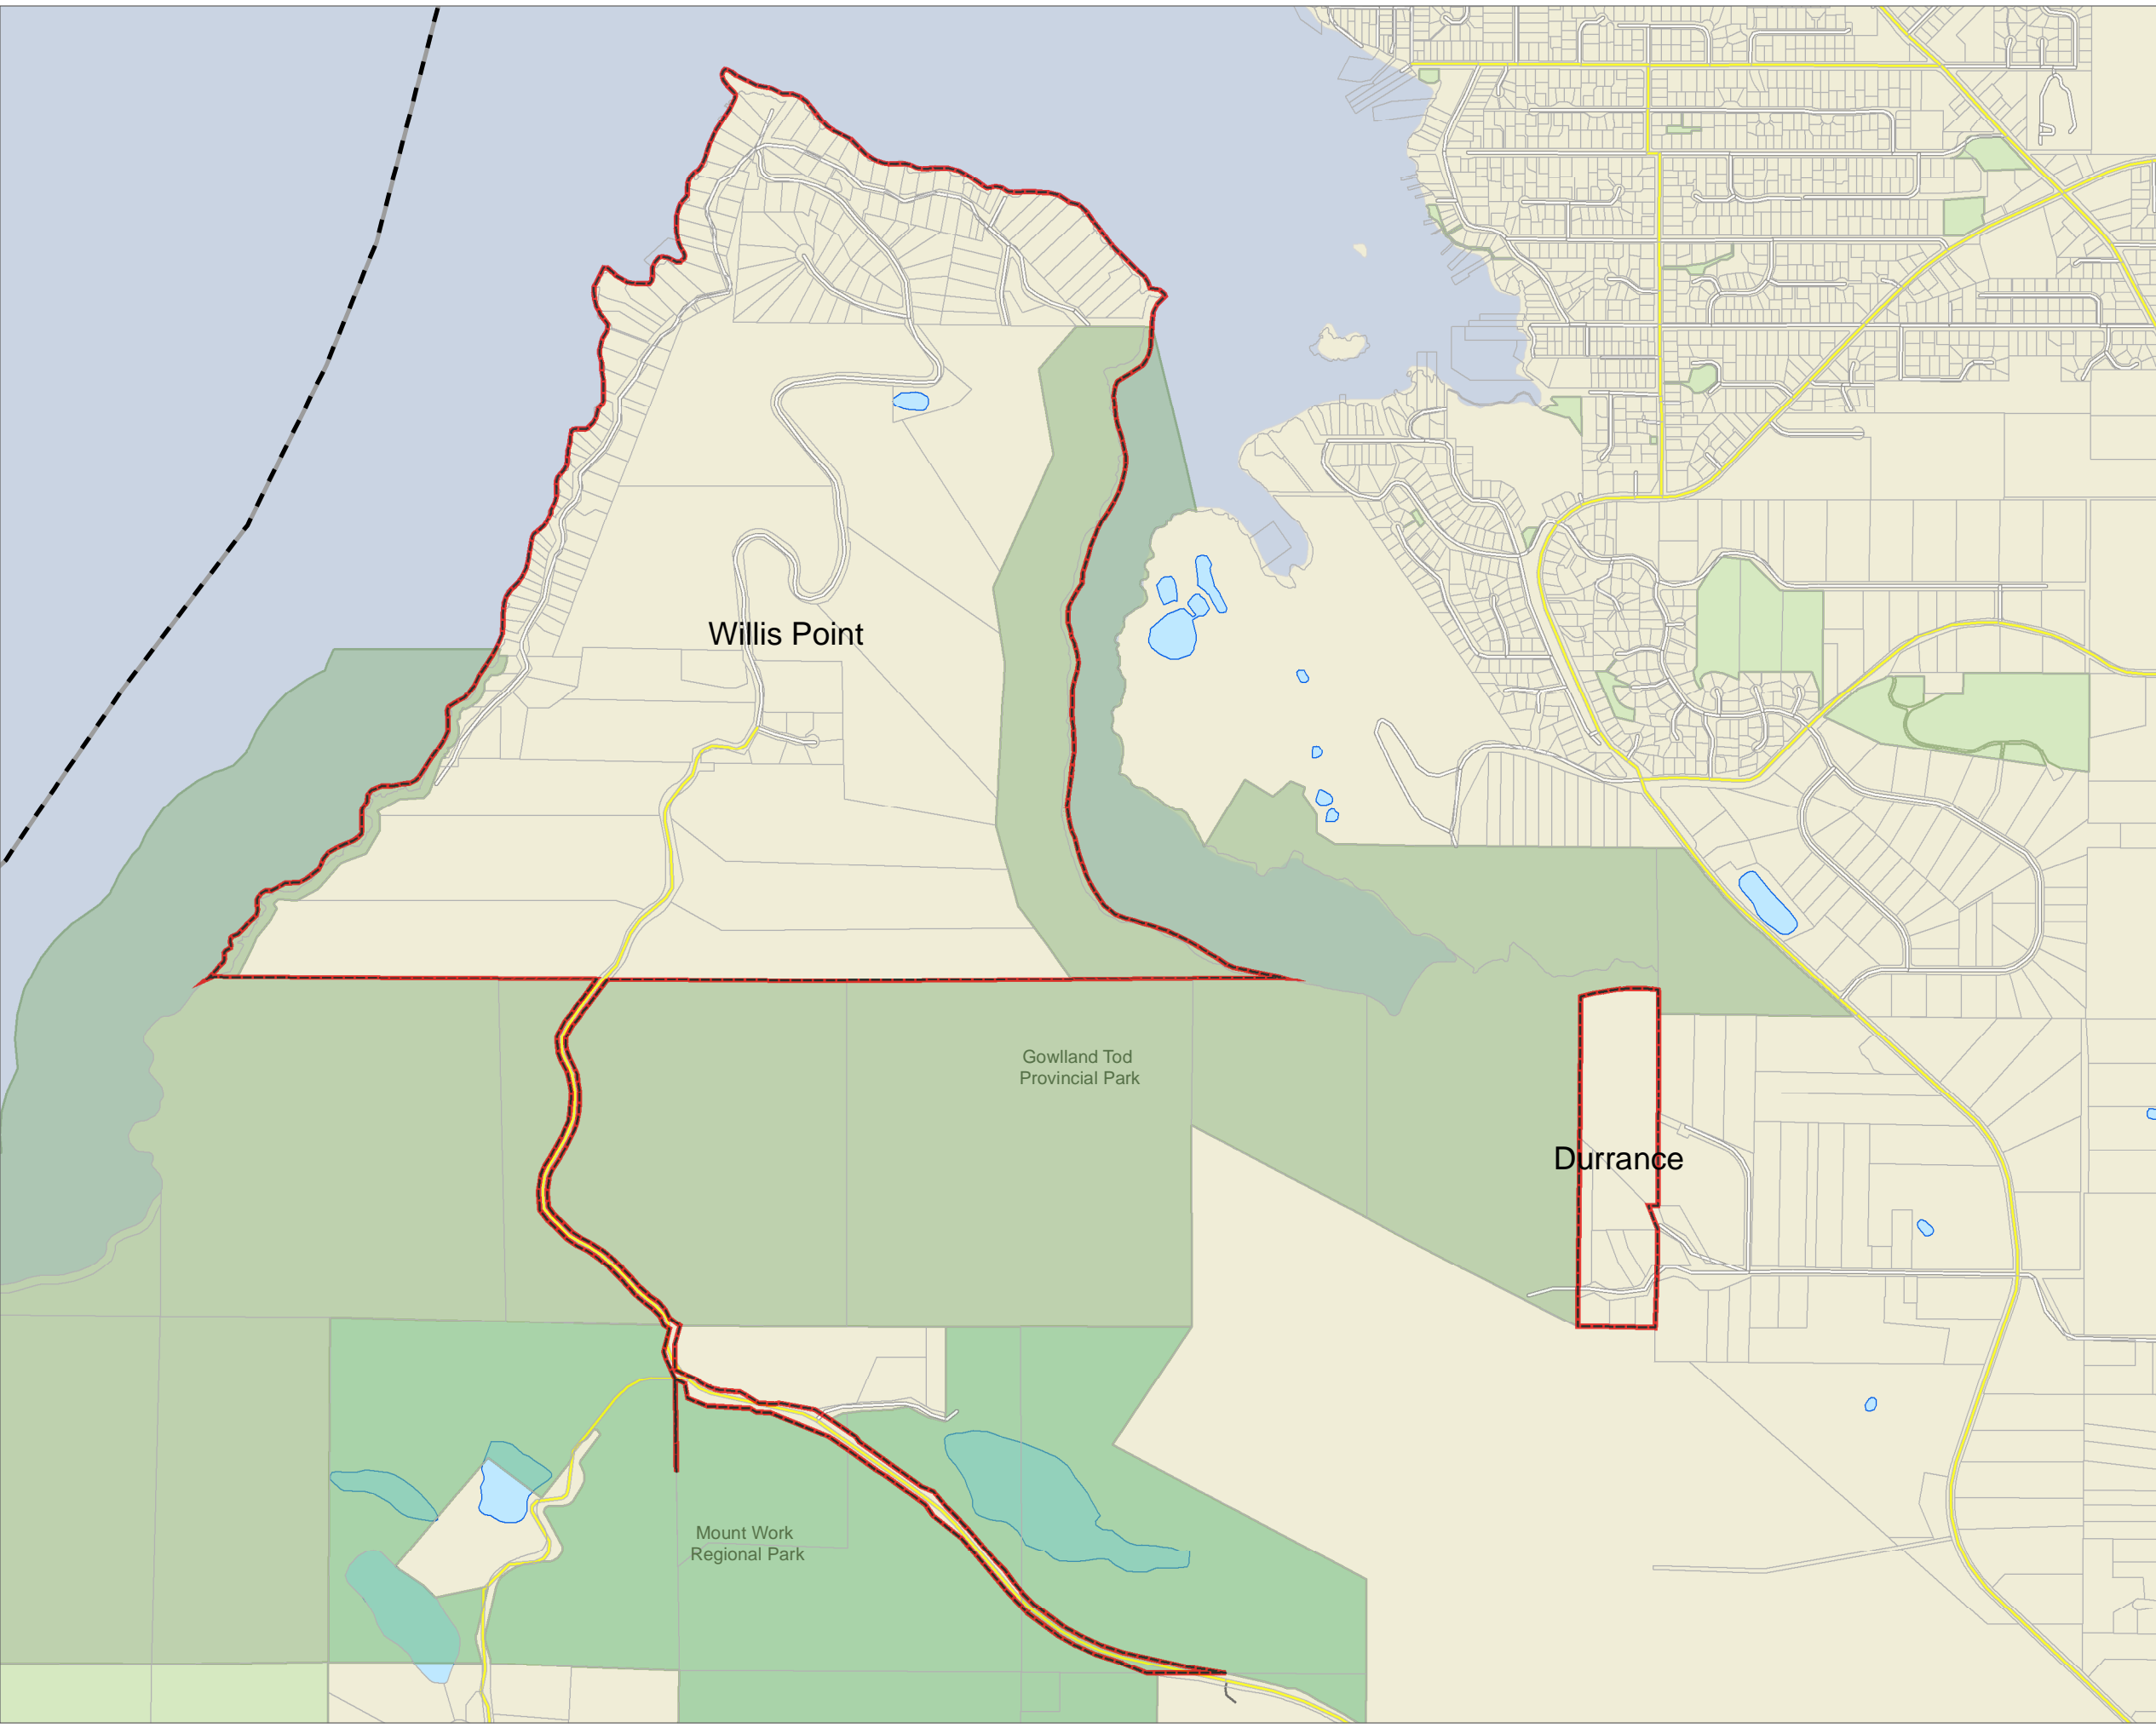 Willis Point
Gowlland Tod
Provincial Park
Durrance
Mount Work
Regional Park